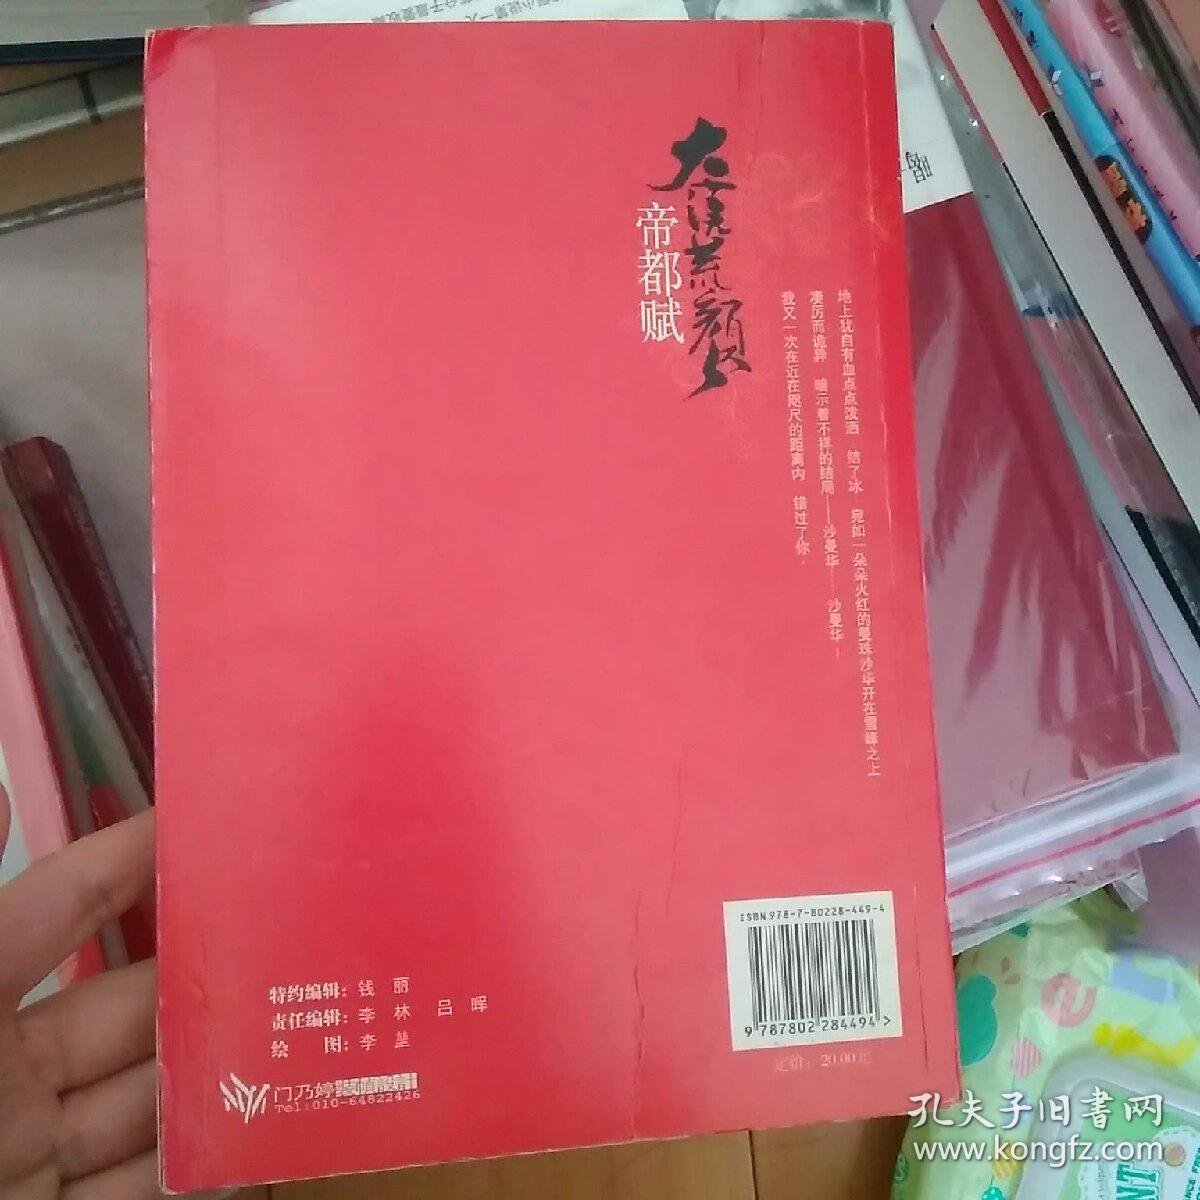 大漠荒颜
帝都赋
地上犹自有血点点泼洒 结了冰 宛如一朵朵火红的曼珠沙华开在雪峰之上
凄厉而诡异 暗示着不祥的结局——沙曼华……沙曼华！
我又一次在近在咫尺的距离内 错过了你。
ISBN 978-7-80228-449-4
9 787802 284494 >
定价：20.00元
特约编辑：钱 丽
责任编辑：李 林 吕 晖
绘 图：李 堃
门乃婷装帧设计
Tel:010-64822426
孔夫子旧书网
www.kongfz.com